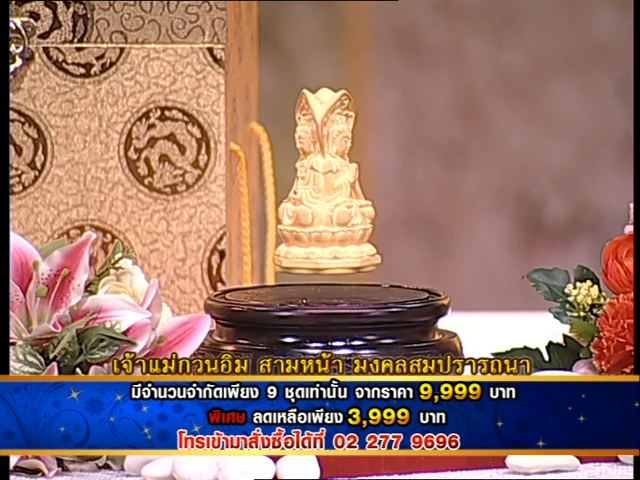 เจ้าแม่กวนอิม สามหน้า มงคลสมปรารถนา
มีจำนวนจำกัดเพียง 9 ชุดเท่านั้น จากราคา 9,999 บาท
พิเศษ ลดเหลือเพียง 3,999 บาท
โทรเข้ามาสั่งซื้อได้ที่ 02 277 9696